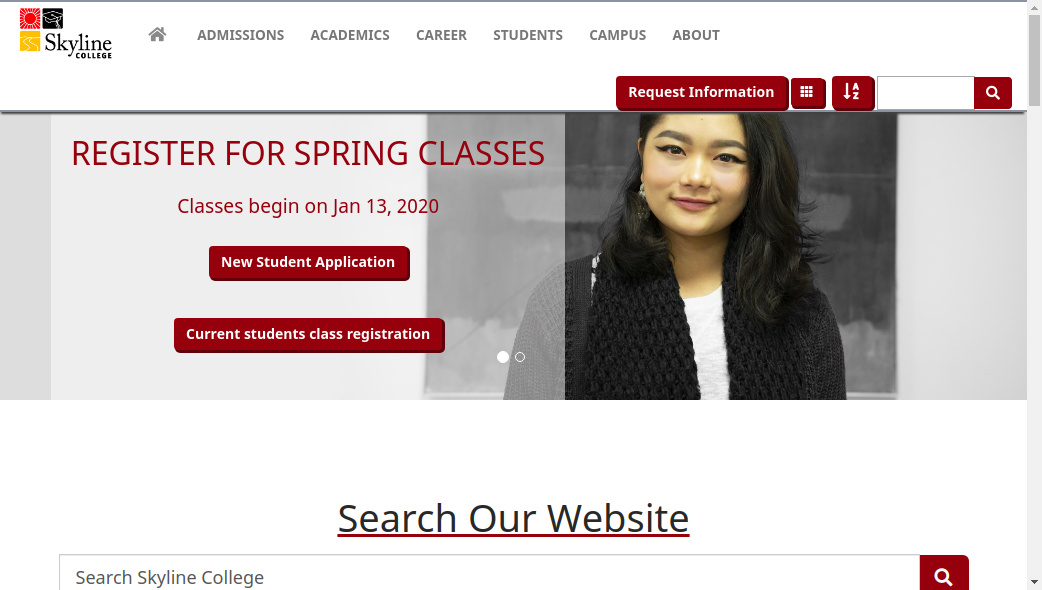 Skyline
COLLEGE
ADMISSIONS ACADEMICS CAREER STUDENTS CAMPUS ABOUT
Request Information
A
Z
REGISTER FOR SPRING CLASSES
Classes begin on Jan 13, 2020
New Student Application
Current students class registration
Search Our Website
Search Skyline College